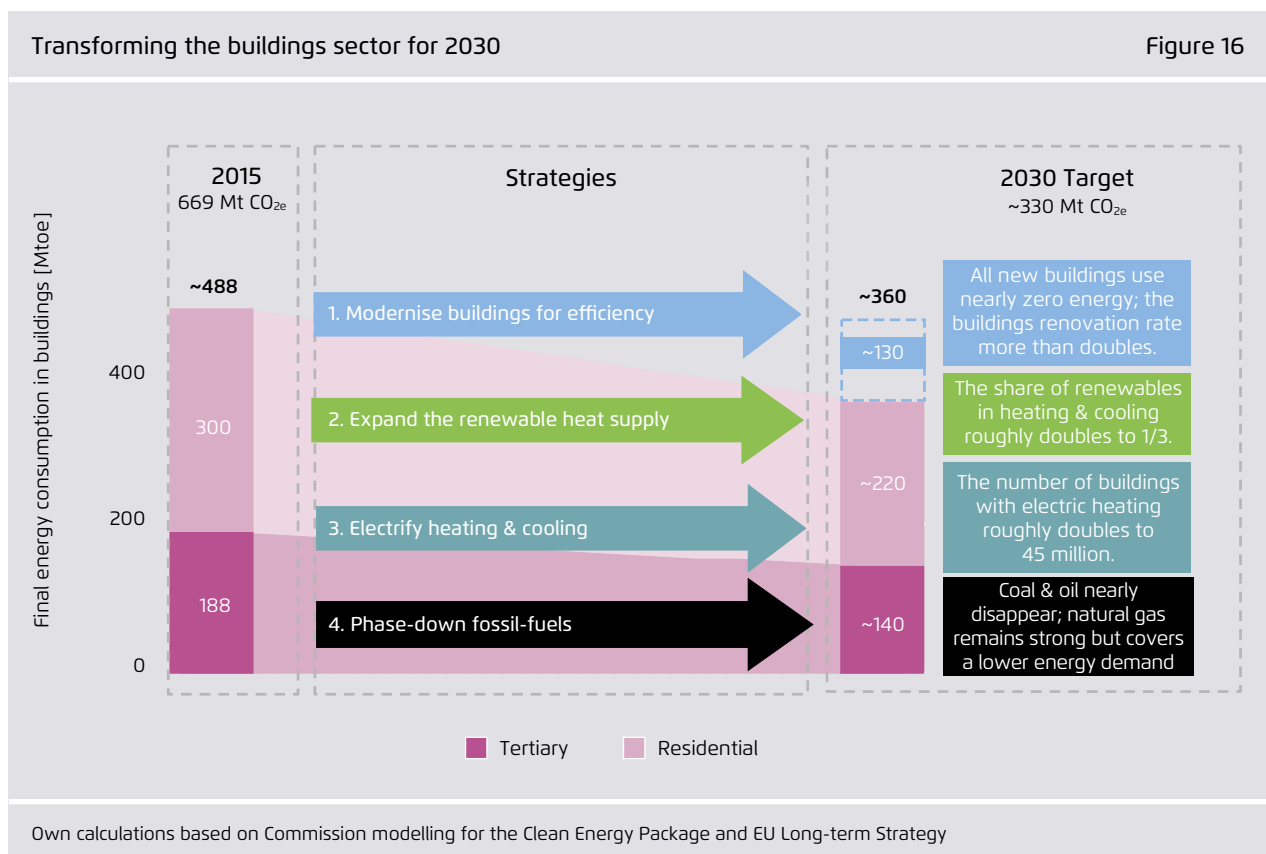 Transforming the buildings sector for 2030
Figure 16
Final energy consumption in buildings [Mtoe]
400
200
0
2015
669 Mt CO2e
~488
300
188
Strategies
1. Modernise buildings for efficiency
2. Expand the renewable heat supply
3. Electrify heating & cooling
4. Phase-down fossil-fuels
2030 Target
~330 Mt CO2e
~360
~130
~220
~140
All new buildings use
nearly zero energy; the
buildings renovation rate
more than doubles.
The share of renewables
in heating & cooling
roughly doubles to 1/3.
The number of buildings
with electric heating
roughly doubles to
45 million.
Coal & oil nearly
disappear; natural gas
remains strong but covers
a lower energy demand
Tertiary
Residential
Own calculations based on Commission modelling for the Clean Energy Package and EU Long-term Strategy